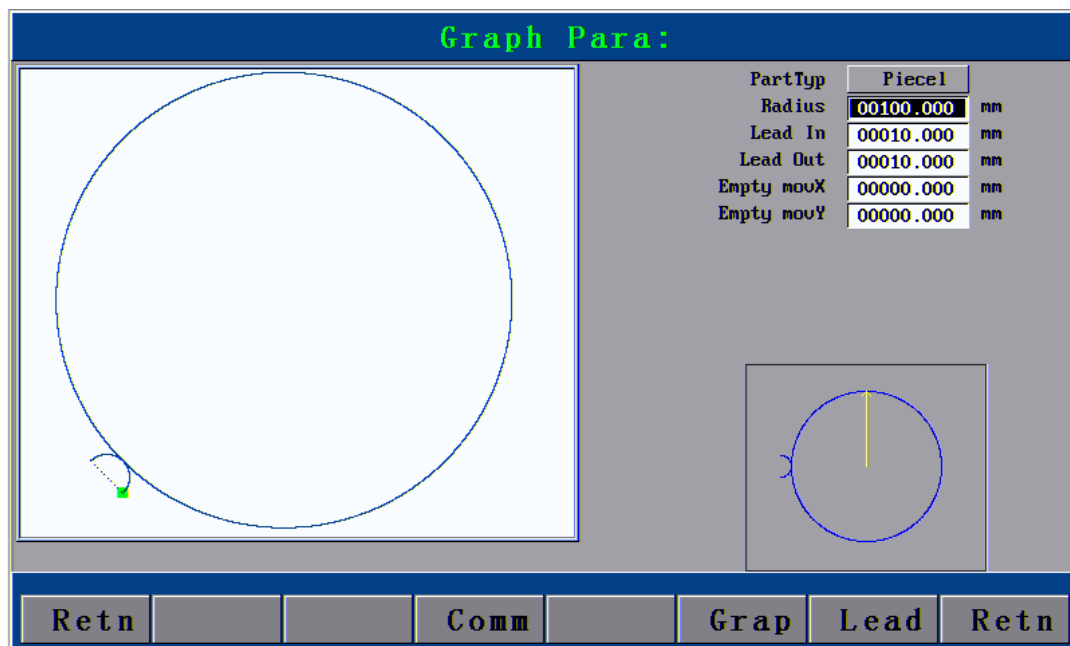 Graph Para:
PartTyp Piece1
Radius 00100.000 mm
Lead In 00010.000 mm
Lead Out 00010.000 mm
Empty movX 00000.000 mm
Empty movY 00000.000 mm
Retn Comm Grap Lead Retn